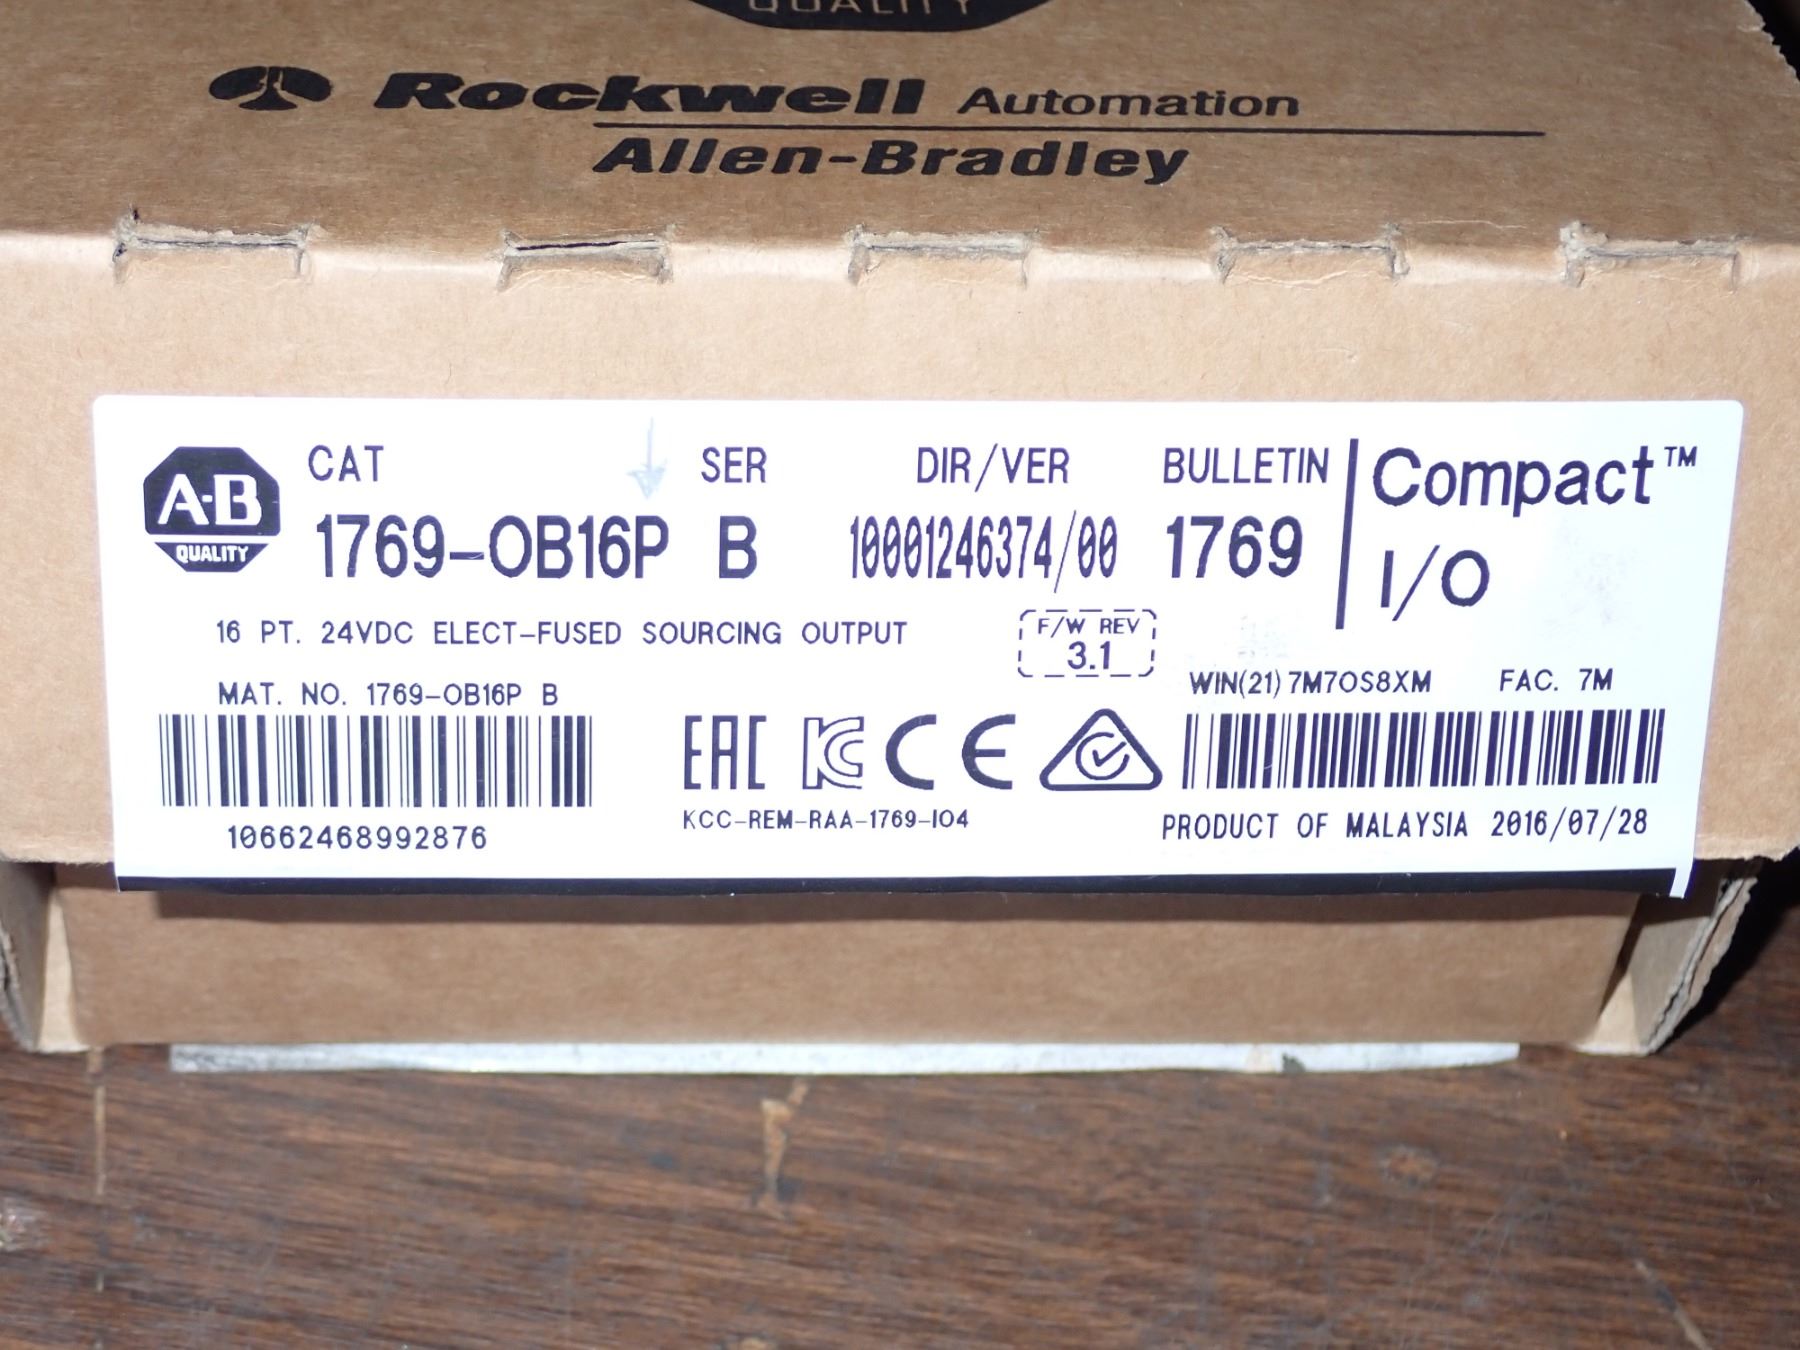 QUALITY
Rockwell Automation
Allen-Bradley
A-B
QUALITY
CAT SER DIR/VER BULLETIN
1769-OB16P B 10001246374/00 1769
Compact™
I/O
16 PT. 24VDC ELECT-FUSED SOURCING OUTPUT
F/W REV
3.1
MAT. NO. 1769-OB16P B
WIN(21) 7M7OS8XM FAC. 7M
EAC KC CE
10662468992876
KCC-REM-RAA-1769-IO4
PRODUCT OF MALAYSIA 2016/07/28